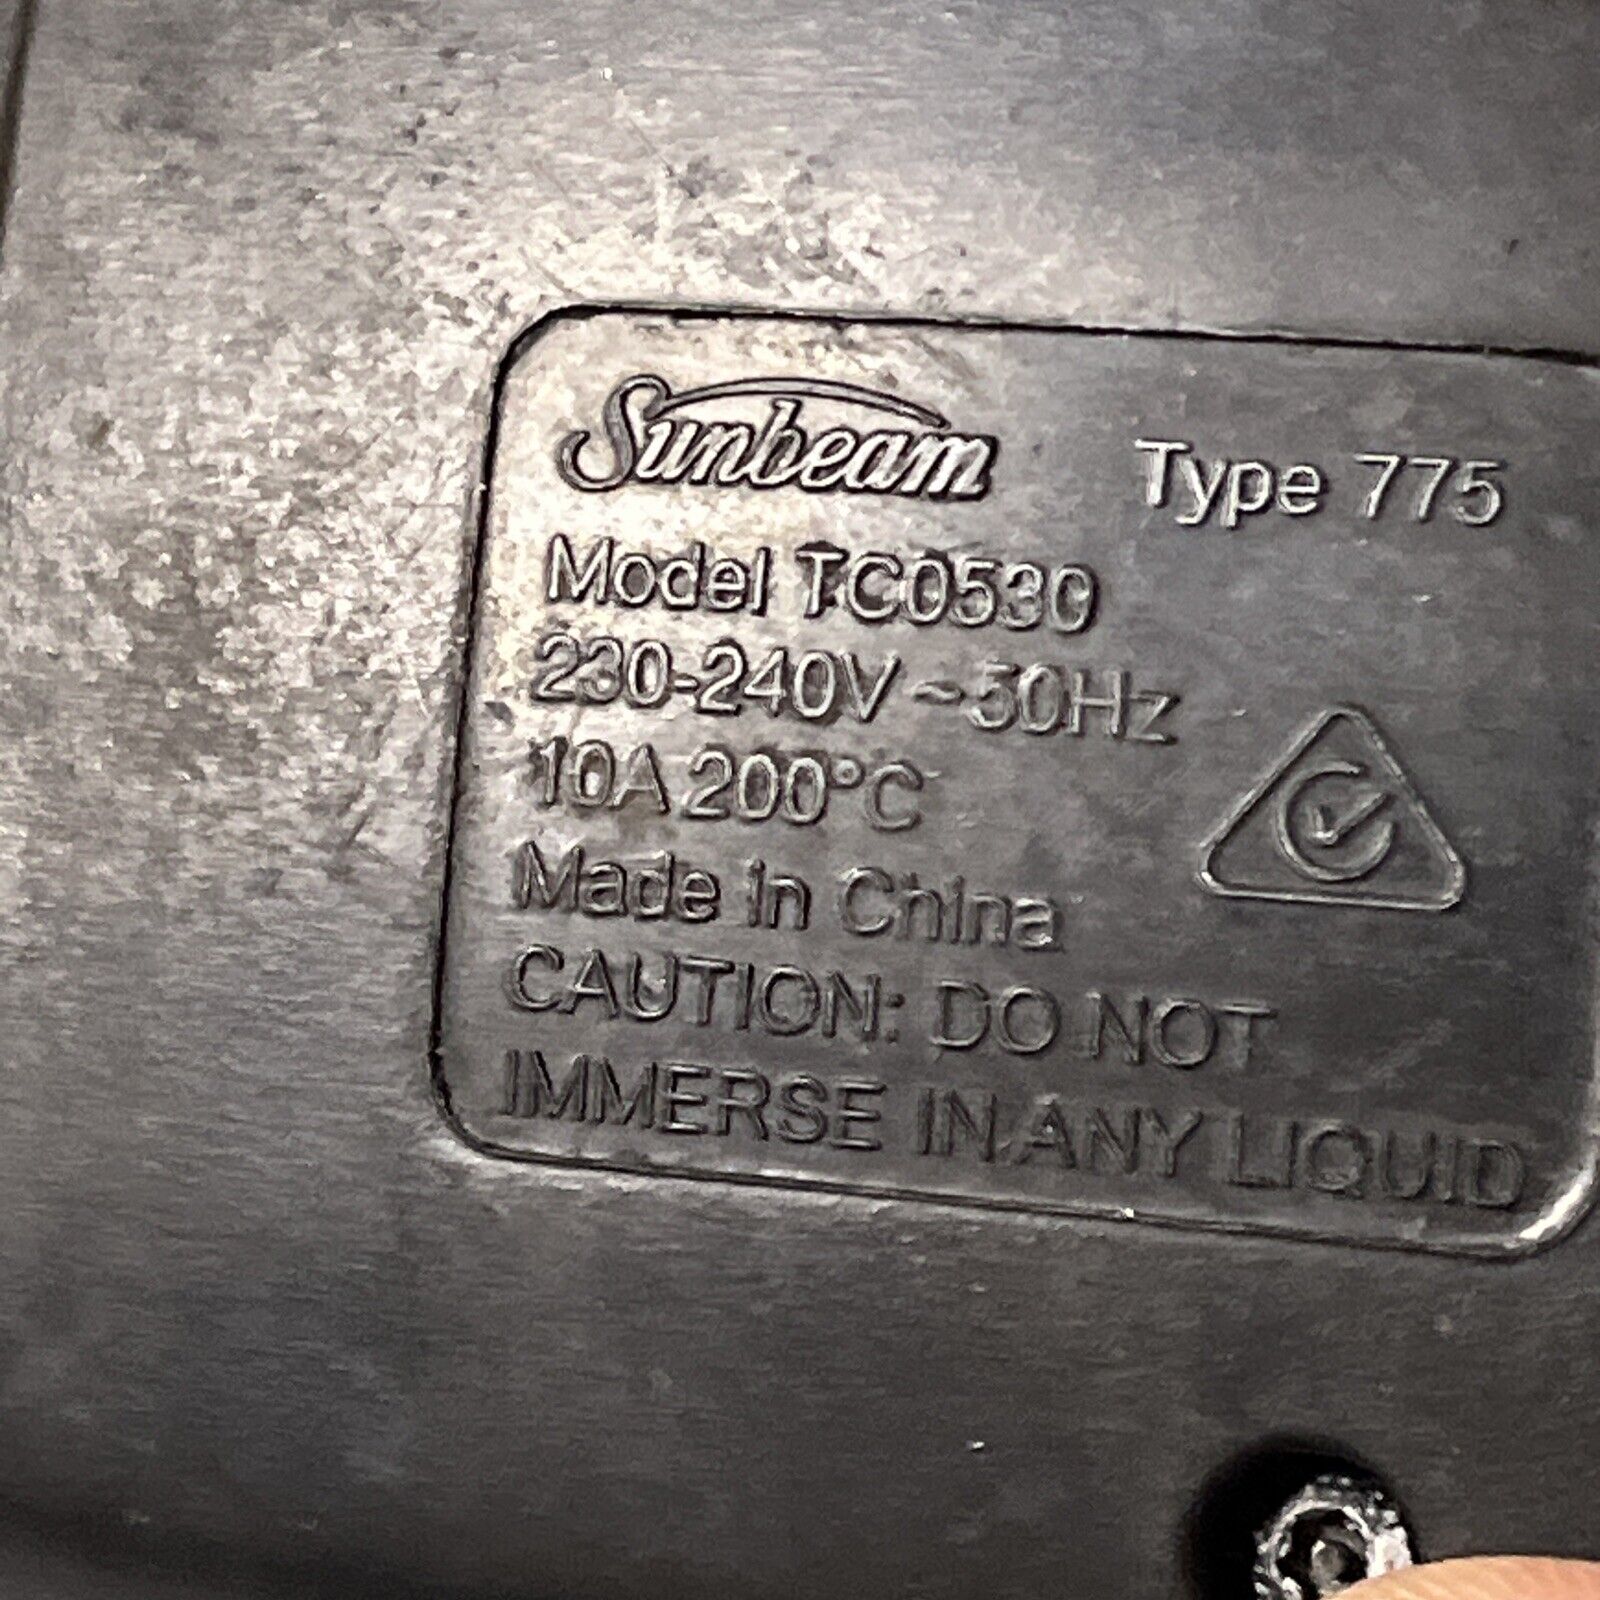 Sunbeam Type 775
Model TC0530
230-240V ~50Hz
10A 200°C
Made in China
CAUTION: DO NOT
IMMERSE IN ANY LIQUID